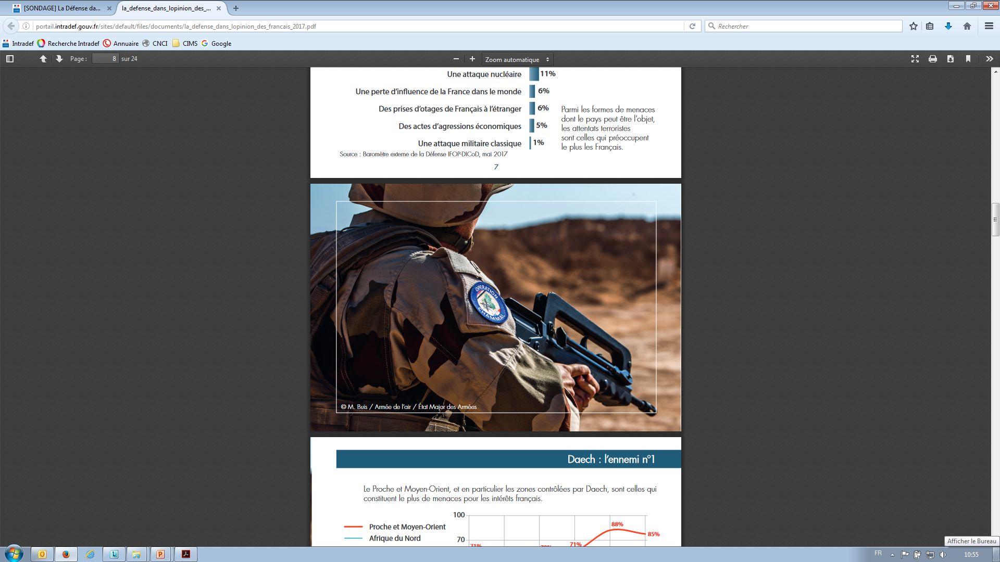 [SONDAGE] La Défense da...
la_defense_dans_lopinion_des_...
portail.intradef.gouv.fr/sites/default/files/documents/la_defense_dans_lopinion_des_francais_2017.pdf
Rechercher
Intradef
Recherche Intradef
Annuaire
CNCI
CIMS
Google
Page :
8
sur 24
Zoom automatique
Une attaque nucléaire 11%
Une perte d'influence de la France dans le monde 6%
Des prises d'otages de Français à l'étranger 6%
Des actes d'agressions économiques 5%
Une attaque militaire classique 1%
Parmi les formes de menaces
dont le pays peut être l'objet,
les attentats terroristes
sont celles qui préoccupent
le plus les Français.
Source : Baromètre externe de la Défense IFOP-DICoD, mai 2017
7
OPERATION
CHAMMAL
© M. Buis / Armée de l'air / État Major des Armées
Daech : l'ennemi n°1
Le Proche et Moyen-Orient, et en particulier les zones contrôlées par Daech, sont celles qui
constituent le plus de menaces pour les intérêts français.
100
Proche et Moyen-Orient
88%
85%
Afrique du Nord
70
71%
71%
Afficher le Bureau
FR
10:55